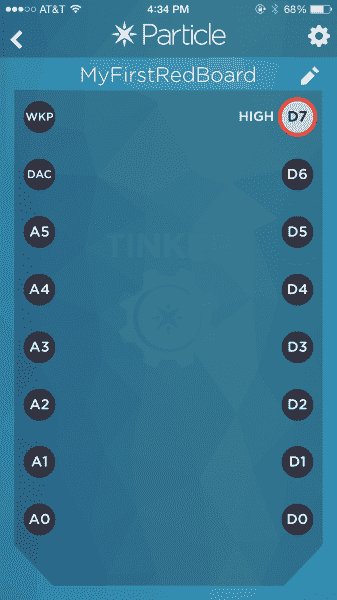 AT&T 4:34 PM 68%
Particle
MyFirstRedBoard
WKP HIGH D7
DAC D6
A5 D5
TINK
A4 D4
A3 D3
A2 D2
A1 D1
A0 D0